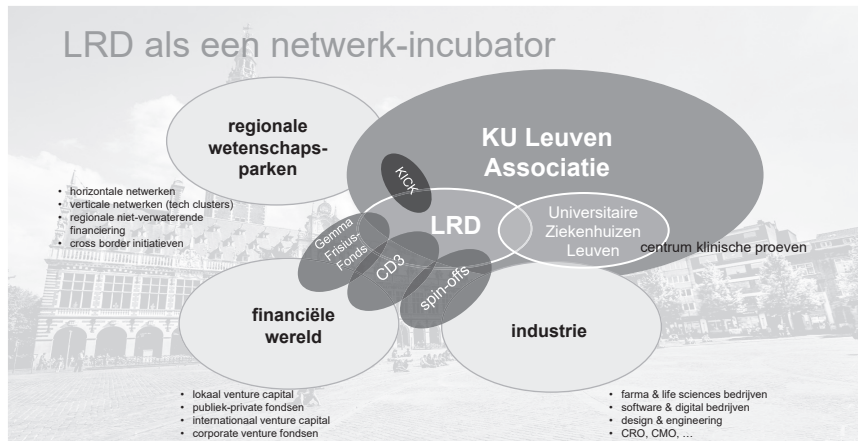 LRD als een netwerk-incubator
regionale
wetenschaps-
parken
KU Leuven
Associatie
KICK
• horizontale netwerken
• verticale netwerken (tech clusters)
• regionale niet-verwaterende
financiering
• cross border initiatieven
LRD
Universitaire
Ziekenhuizen
Leuven
centrum klinische proeven
Gemma
Frisius-
Fonds
CD3
spin-offs
financiële
wereld
industrie
• lokaal venture capital
• publiek-private fondsen
• internationaal venture capital
• corporate venture fondsen
• farma & life sciences bedrijven
• software & digital bedrijven
• design & engineering
• CRO, CMO, …